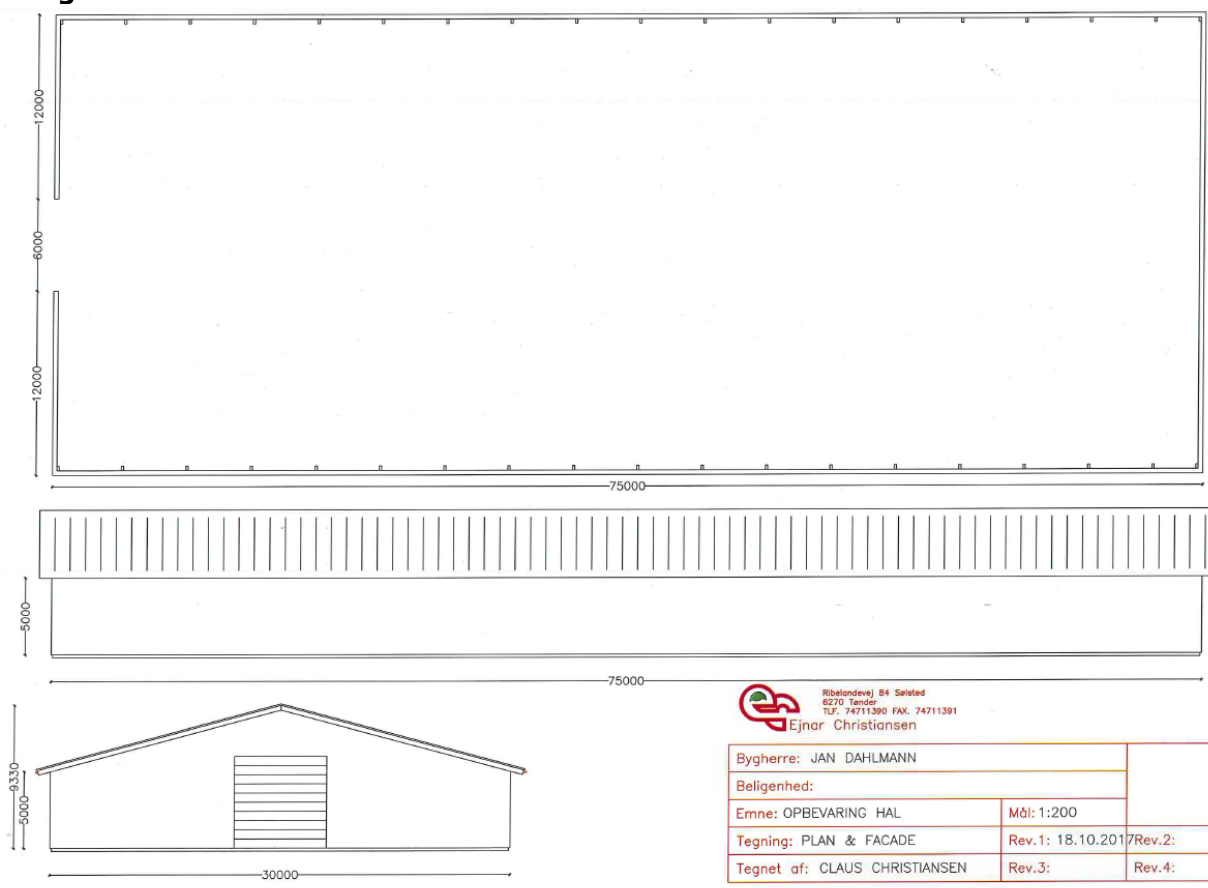 12000
6000
12000
75000
5000
75000
9330
5000
30000
Ribelandevej 84 Sølsted
6270 Tønder
TLF. 74711390 FAX. 74711391
Ejnar Christiansen
Bygherre: JAN DAHLMANN
Beligenhed:
Emne: OPBEVARING HAL
Mål: 1:200
Tegning: PLAN & FACADE
Rev.1: 18.10.2017
Rev.2:
Tegnet af: CLAUS CHRISTIANSEN
Rev.3:
Rev.4: